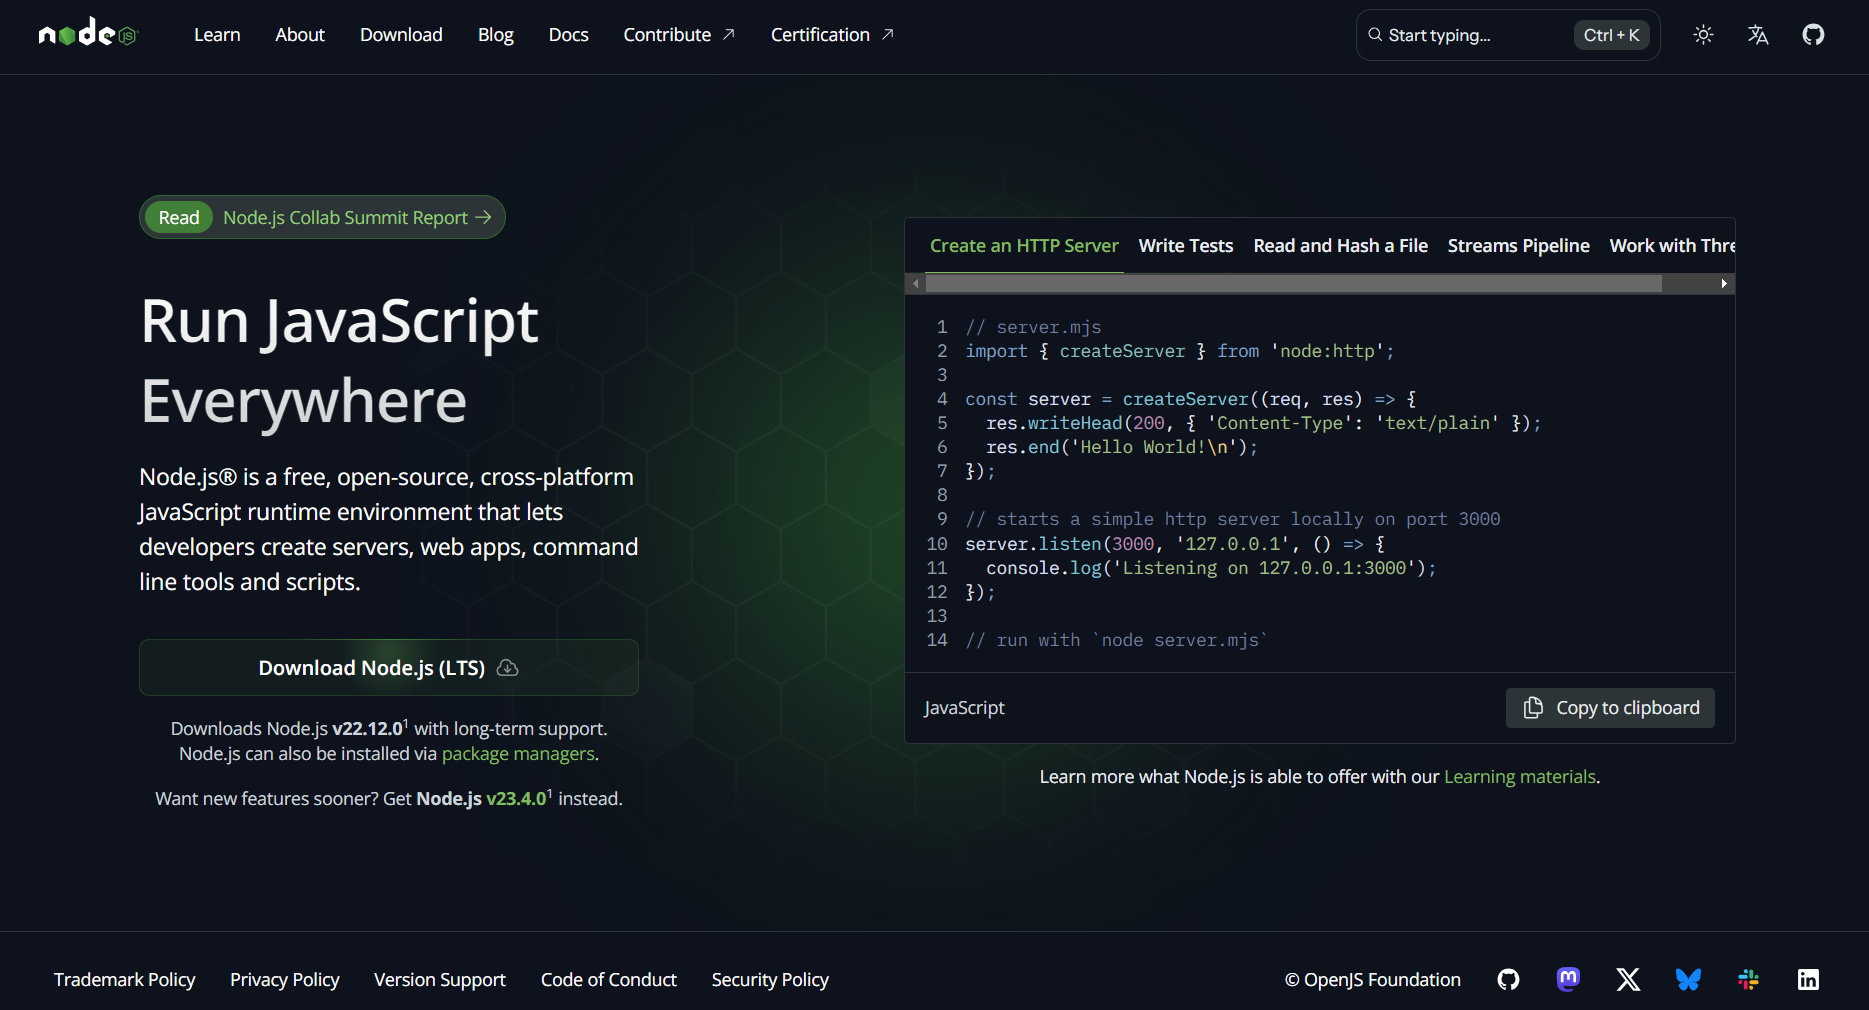 node JS
Learn
About
Download
Blog
Docs
Contribute
Certification
Start typing...
Ctrl + K
Read
Node.js Collab Summit Report
Run JavaScript
Everywhere
Node.js® is a free, open-source, cross-platform
JavaScript runtime environment that lets
developers create servers, web apps, command
line tools and scripts.
Download Node.js (LTS)
Downloads Node.js v22.12.0¹ with long-term support.
Node.js can also be installed via package managers.
Want new features sooner? Get Node.js v23.4.0¹ instead.
Create an HTTP Server
Write Tests
Read and Hash a File
Streams Pipeline
Work with Thre
1 // server.mjs
2 import { createServer } from 'node:http';
3
4 const server = createServer((req, res) => {
5   res.writeHead(200, { 'Content-Type': 'text/plain' });
6   res.end('Hello World!\n');
7 });
8
9 // starts a simple http server locally on port 3000
10 server.listen(3000, '127.0.0.1', () => {
11   console.log('Listening on 127.0.0.1:3000');
12 });
13
14 // run with `node server.mjs`
JavaScript
Copy to clipboard
Learn more what Node.js is able to offer with our Learning materials.
Trademark Policy
Privacy Policy
Version Support
Code of Conduct
Security Policy
© OpenJS Foundation